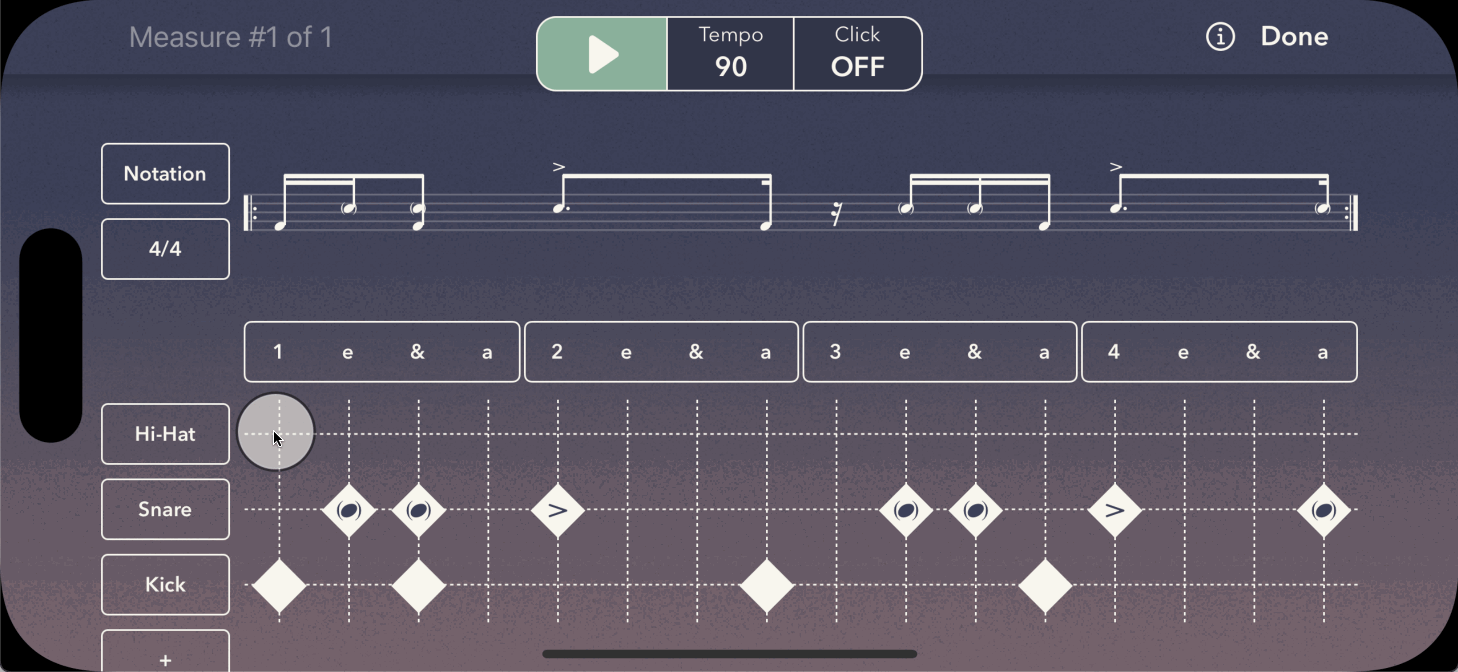 Measure #1 of 1
Tempo
90
Click
OFF
Done
Notation
4/4
1 e & a 2 e & a 3 e & a 4 e & a
Hi-Hat
Snare
Kick
+